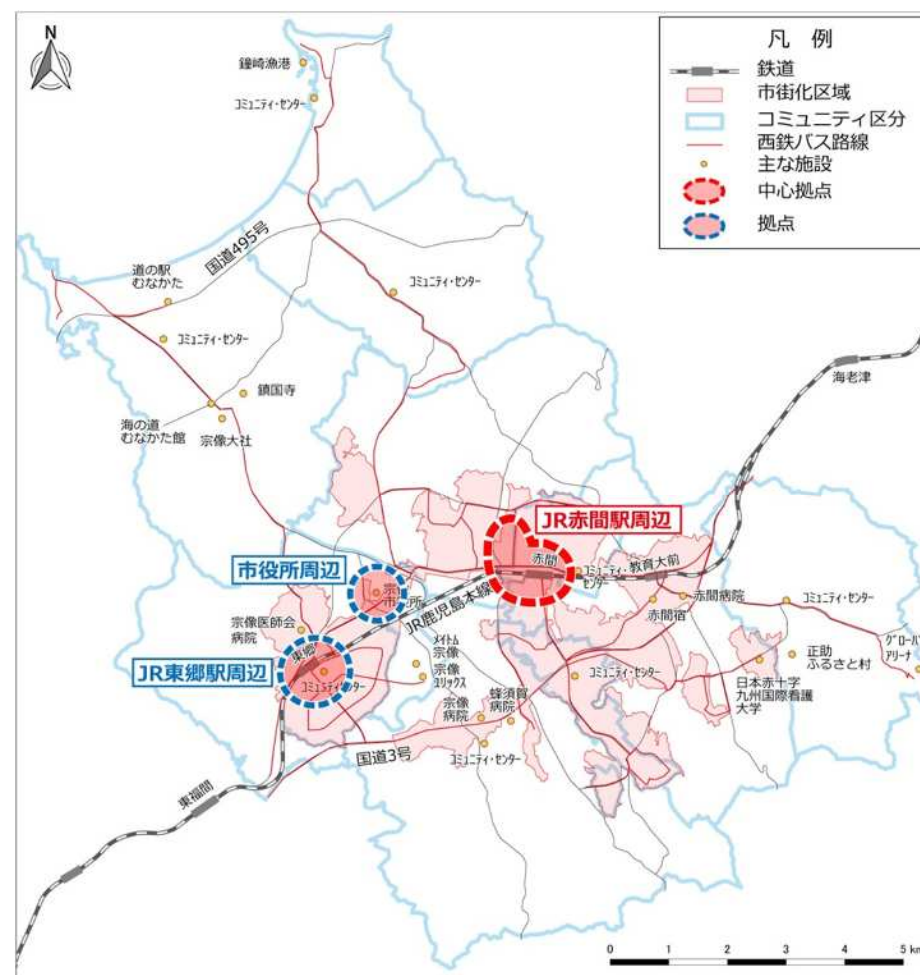 N
凡 例
鉄道
市街化区域
コミュニティ区分
西鉄バス路線
主な施設
中心拠点
拠点
鐘崎漁港
コミュニティ・センター
国道495号
道の駅
むなかた
コミュニティ・センター
コミュニティ・センター
鎮国寺
海の道
むなかた館
宗像大社
海老津
JR赤間駅周辺
赤間
コミュニティ・
センター
教育大前
市役所周辺
JR鹿児島本線
赤間病院
赤間宿
コミュニティ・センター
宗像医師会
病院
東郷
JR東郷駅周辺
コミュニティ・センター
メイトム
宗像
宗像
ユリックス
蜂須賀
病院
宗像
病院
コミュニティ・センター
コミュニティ・センター
国道3号
日本赤十字
九州国際看護
大学
正助
ふるさと村
グローバル
アリーナ
東福間
0 1 2 3 4 5 km